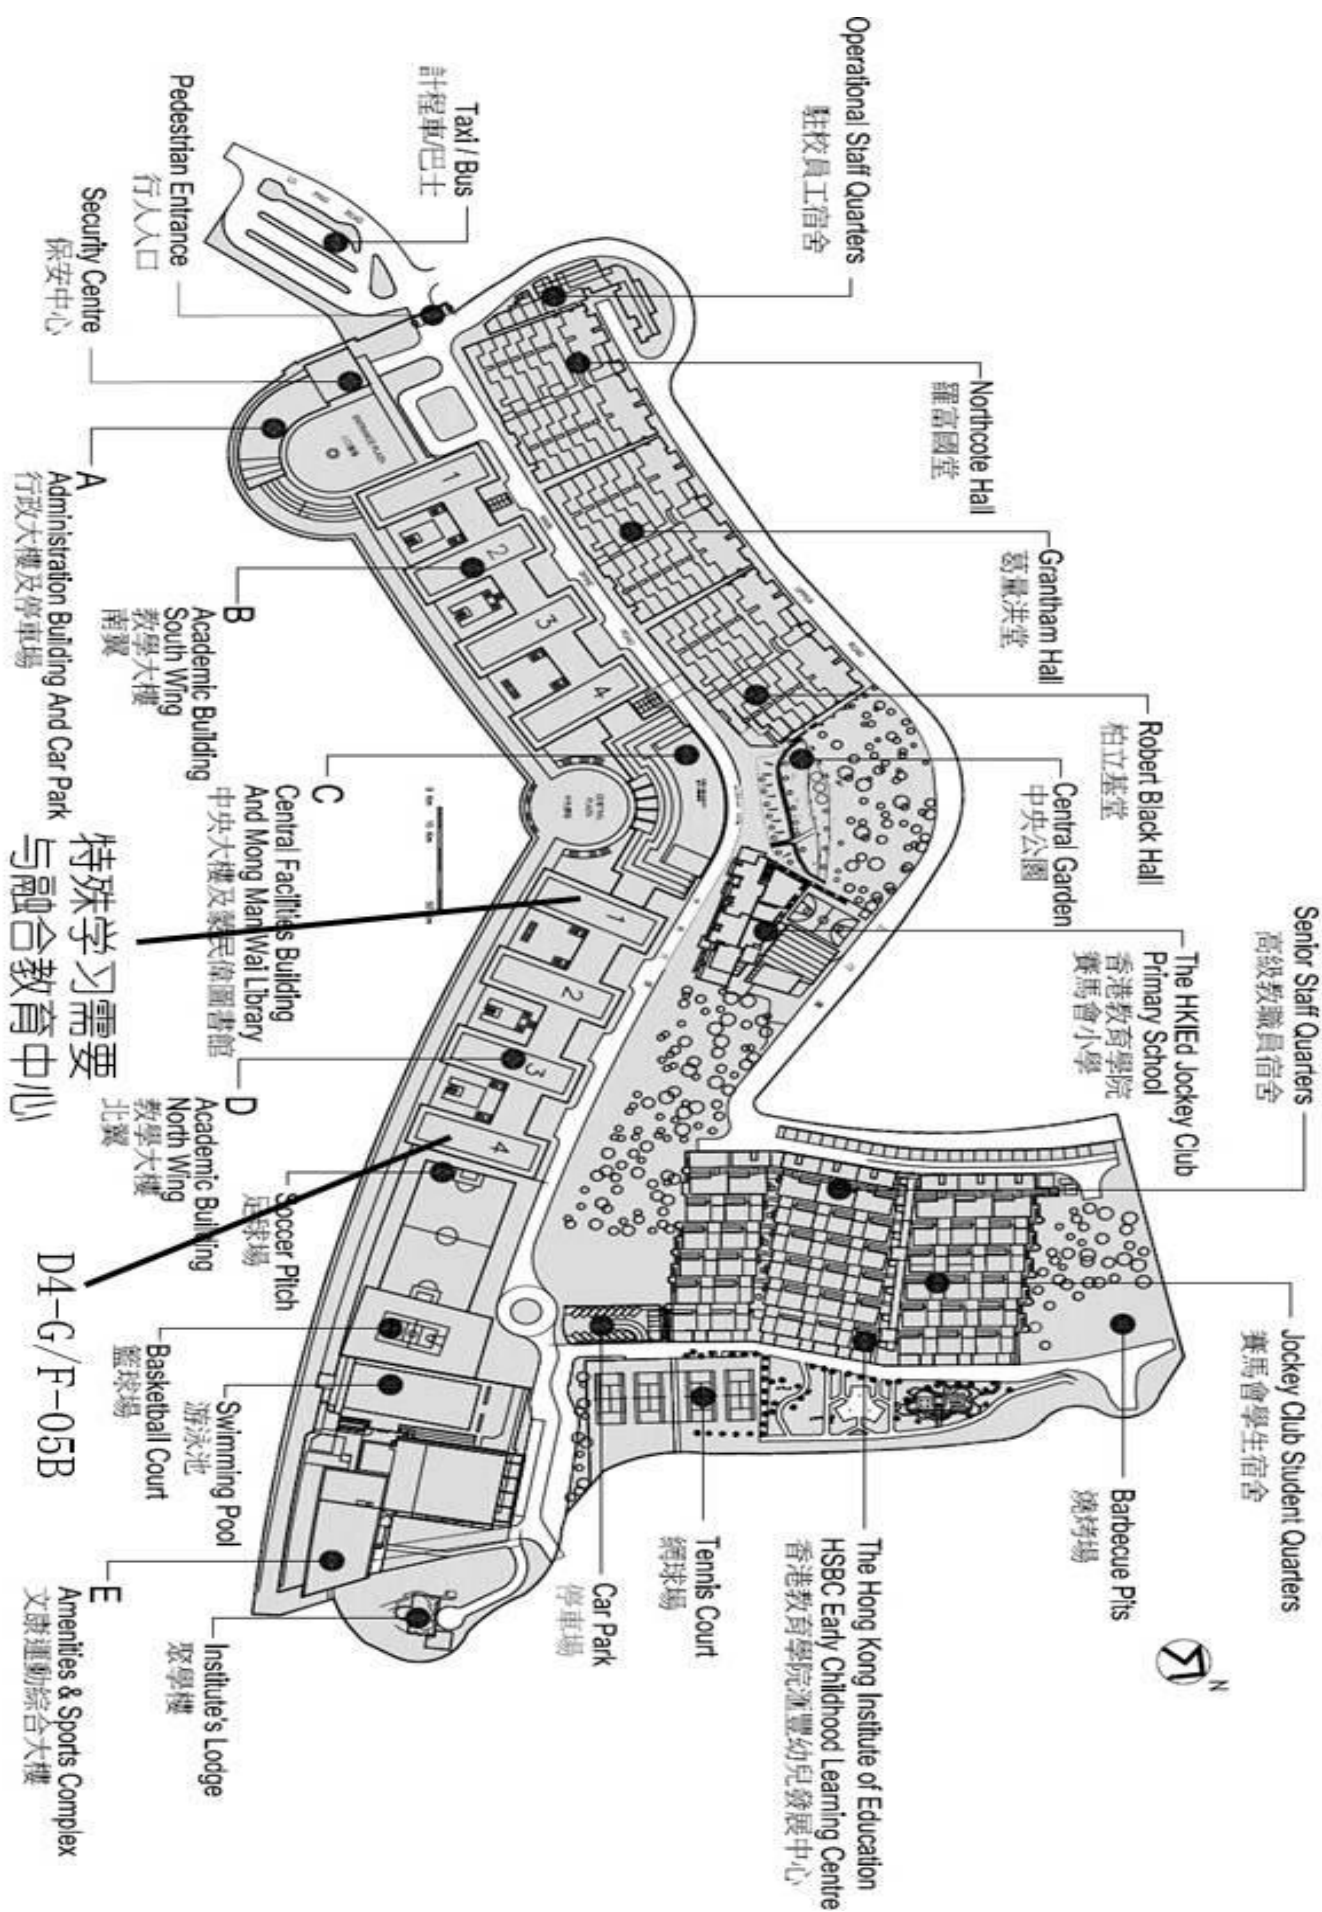 Operational Staff Quarters
駐校員工宿舍
Northcote Hall
羅富國堂
Grantham Hall
葛量洪堂
Robert Black Hall
柏立基堂
Central Garden
中央公園
The HKIEd Jockey Club
Primary School
香港教育學院
賽馬會小學
Senior Staff Quarters
高級教職員宿舍
Jockey Club Student Quarters
賽馬會學生宿舍
Barbecue Pits
燒烤場
The Hong Kong Institute of Education
HSBC Early Childhood Learning Centre
香港教育學院滙豐幼兒發展中心
Tennis Court
網球場
Car Park
停車場
N
Taxi / Bus
計程車/巴士
Pedestrian Entrance
行人入口
Security Centre
保安中心
1
2
3
4
1
2
3
4
A
Administration Building And Car Park
行政大樓及停車場
B
Academic Building
South Wing
教學大樓
南翼
C
Central Facilities Building
And Mong Man Wai Library
中央大樓及蒙民偉圖書館
D
Academic Building
North Wing
教學大樓
北翼
Soccer Pitch
足球場
Basketball Court
籃球場
Swimming Pool
游泳池
E
Amenities & Sports Complex
文康運動綜合大樓
Institute's Lodge
聚學樓
特殊学习需要
与融合教育中心
D4-G/F-05B